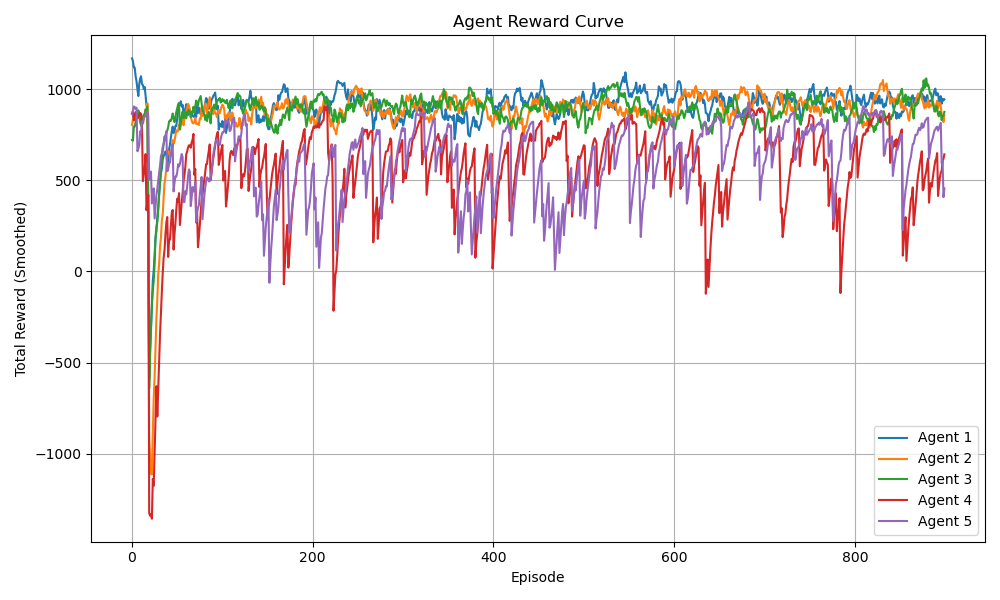 Agent Reward Curve
Total Reward (Smoothed)
1000
500
0
−500
−1000
0 200 400 600 800
Episode
Agent 1
Agent 2
Agent 3
Agent 4
Agent 5